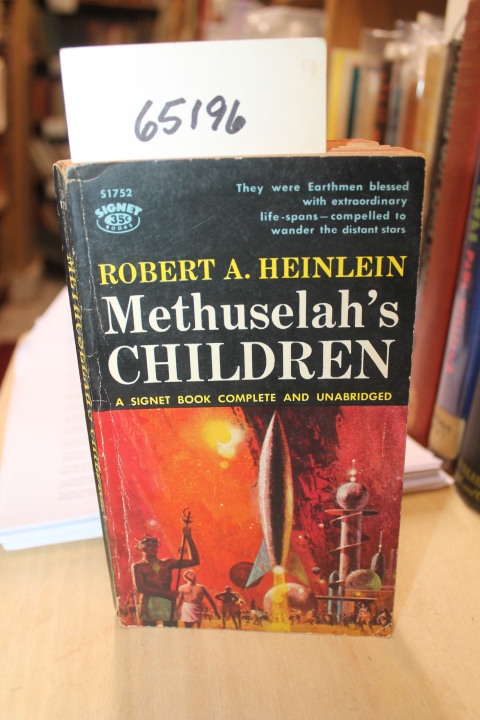 65196
S1752
SIGNET
35¢
BOOKS
They were Earthmen blessed
with extraordinary
life-spans—compelled to
wander the distant stars
ROBERT A. HEINLEIN
Methuselah's
CHILDREN
A SIGNET BOOK COMPLETE AND UNABRIDGED